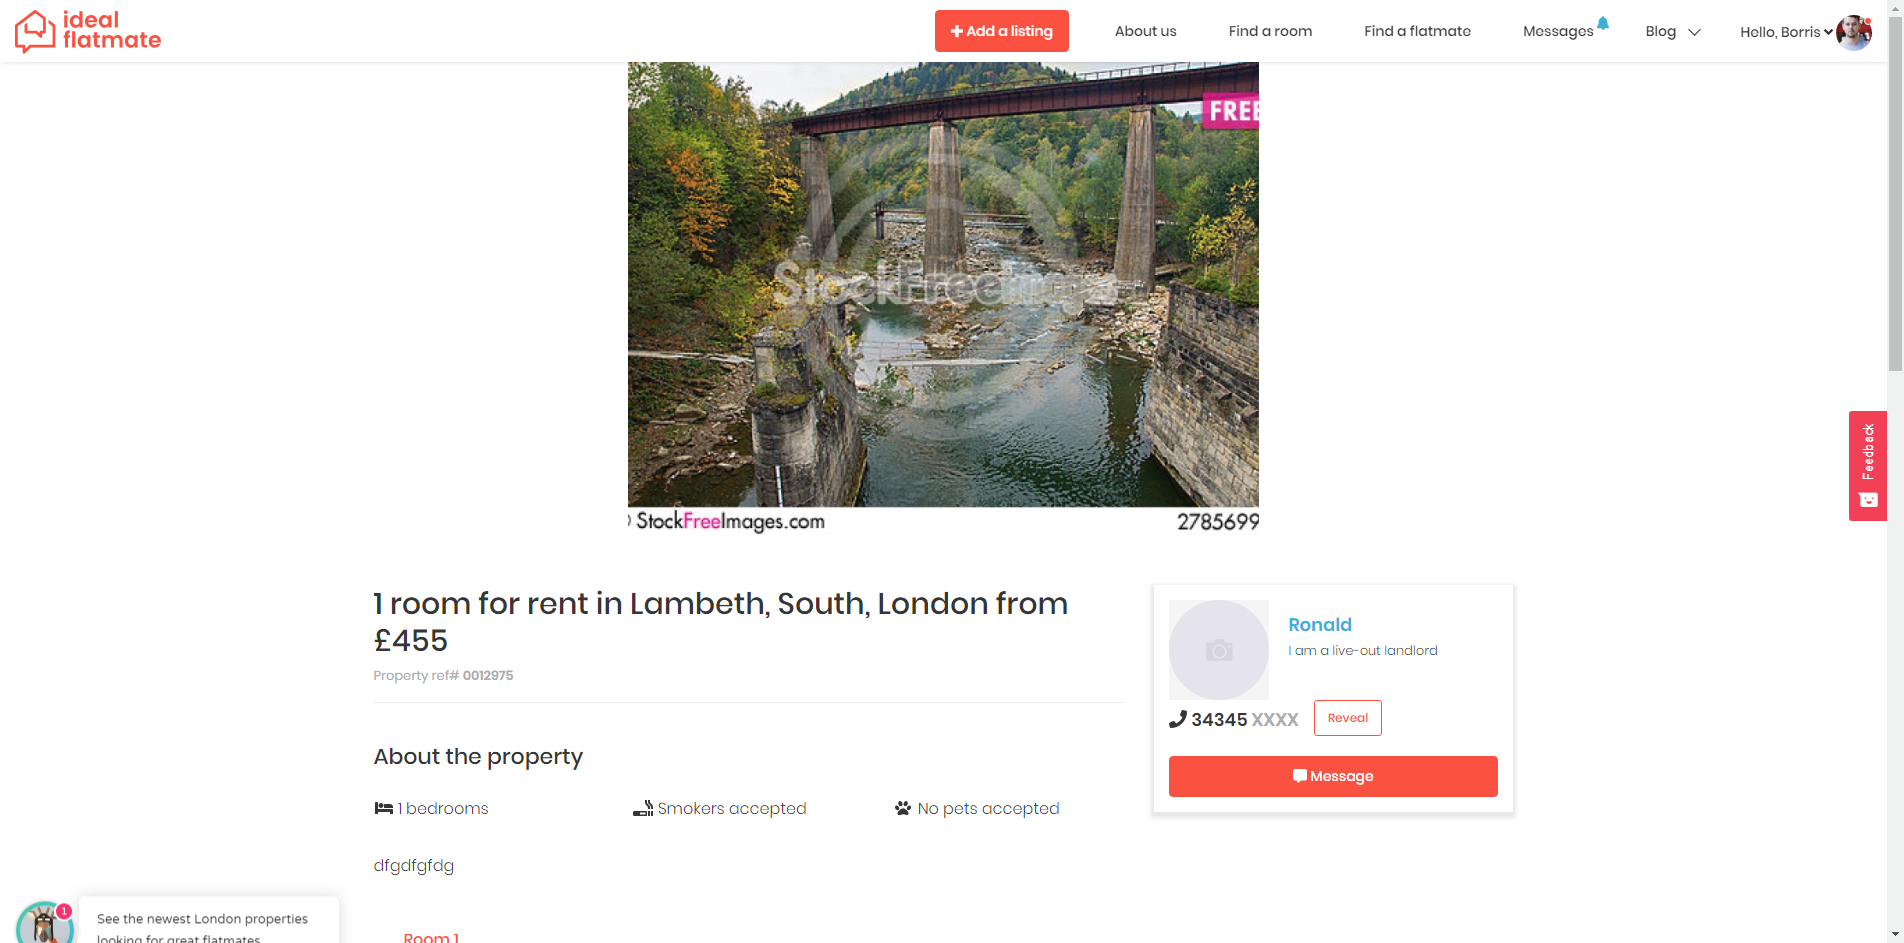 ideal
flatmate
Add a listing
About us
Find a room
Find a flatmate
Messages
Blog
Hello, Borris
FREE
StockFreeImages
StockFreeImages.com
2785699
Feedback
1 room for rent in Lambeth, South, London from
£455
Property ref# 0012975
Ronald
I am a live-out landlord
34345 XXXX
Reveal
Message
About the property
1 bedrooms
Smokers accepted
No pets accepted
dfgdfgfdg
1
See the newest London properties
looking for great flatmates
Room 1